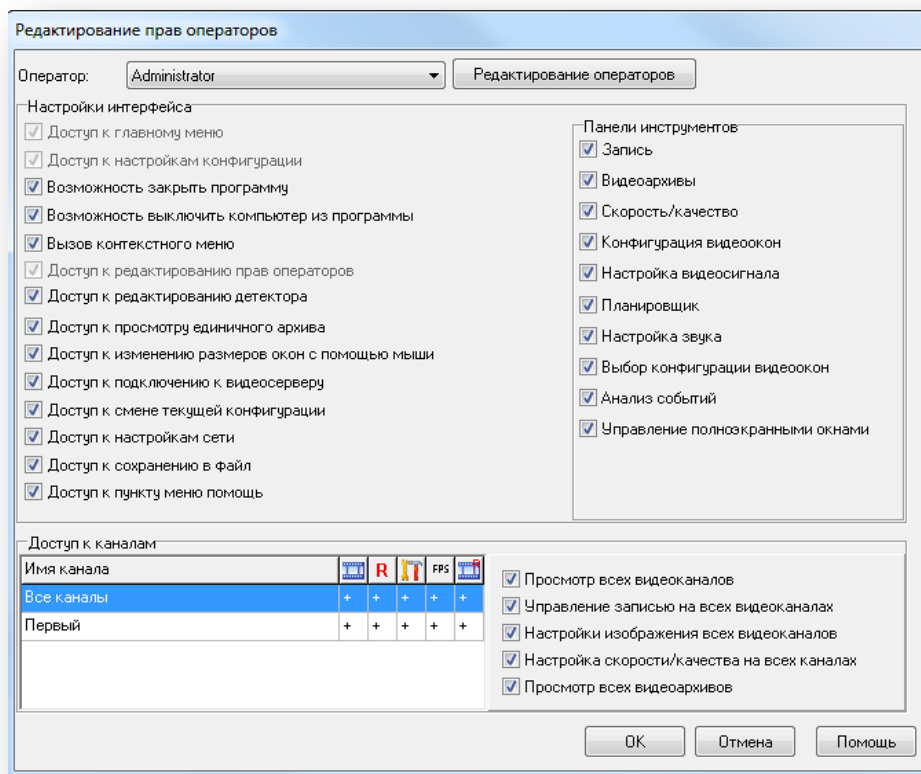 Редактирование прав операторов
Оператор: Administrator Редактирование операторов
Настройки интерфейса
Доступ к главному меню
Доступ к настройкам конфигурации
Возможность закрыть программу
Возможность выключить компьютер из программы
Вызов контекстного меню
Доступ к редактированию прав операторов
Доступ к редактированию детектора
Доступ к просмотру единичного архива
Доступ к изменению размеров окон с помощью мыши
Доступ к подключению к видеосерверу
Доступ к смене текущей конфигурации
Доступ к настройкам сети
Доступ к сохранению в файл
Доступ к пункту меню помощь
Панели инструментов
Запись
Видеоархивы
Скорость/качество
Конфигурация видеоокон
Настройка видеосигнала
Планировщик
Настройка звука
Выбор конфигурации видеоокон
Анализ событий
Управление полноэкранными окнами
Доступ к каналам
Имя канала R FPS
Все каналы + + + + +
Первый + + + + +
Просмотр всех видеоканалов
Управление записью на всех видеоканалах
Настройки изображения всех видеоканалов
Настройка скорости/качества на всех каналах
Просмотр всех видеоархивов
OK Отмена Помощь